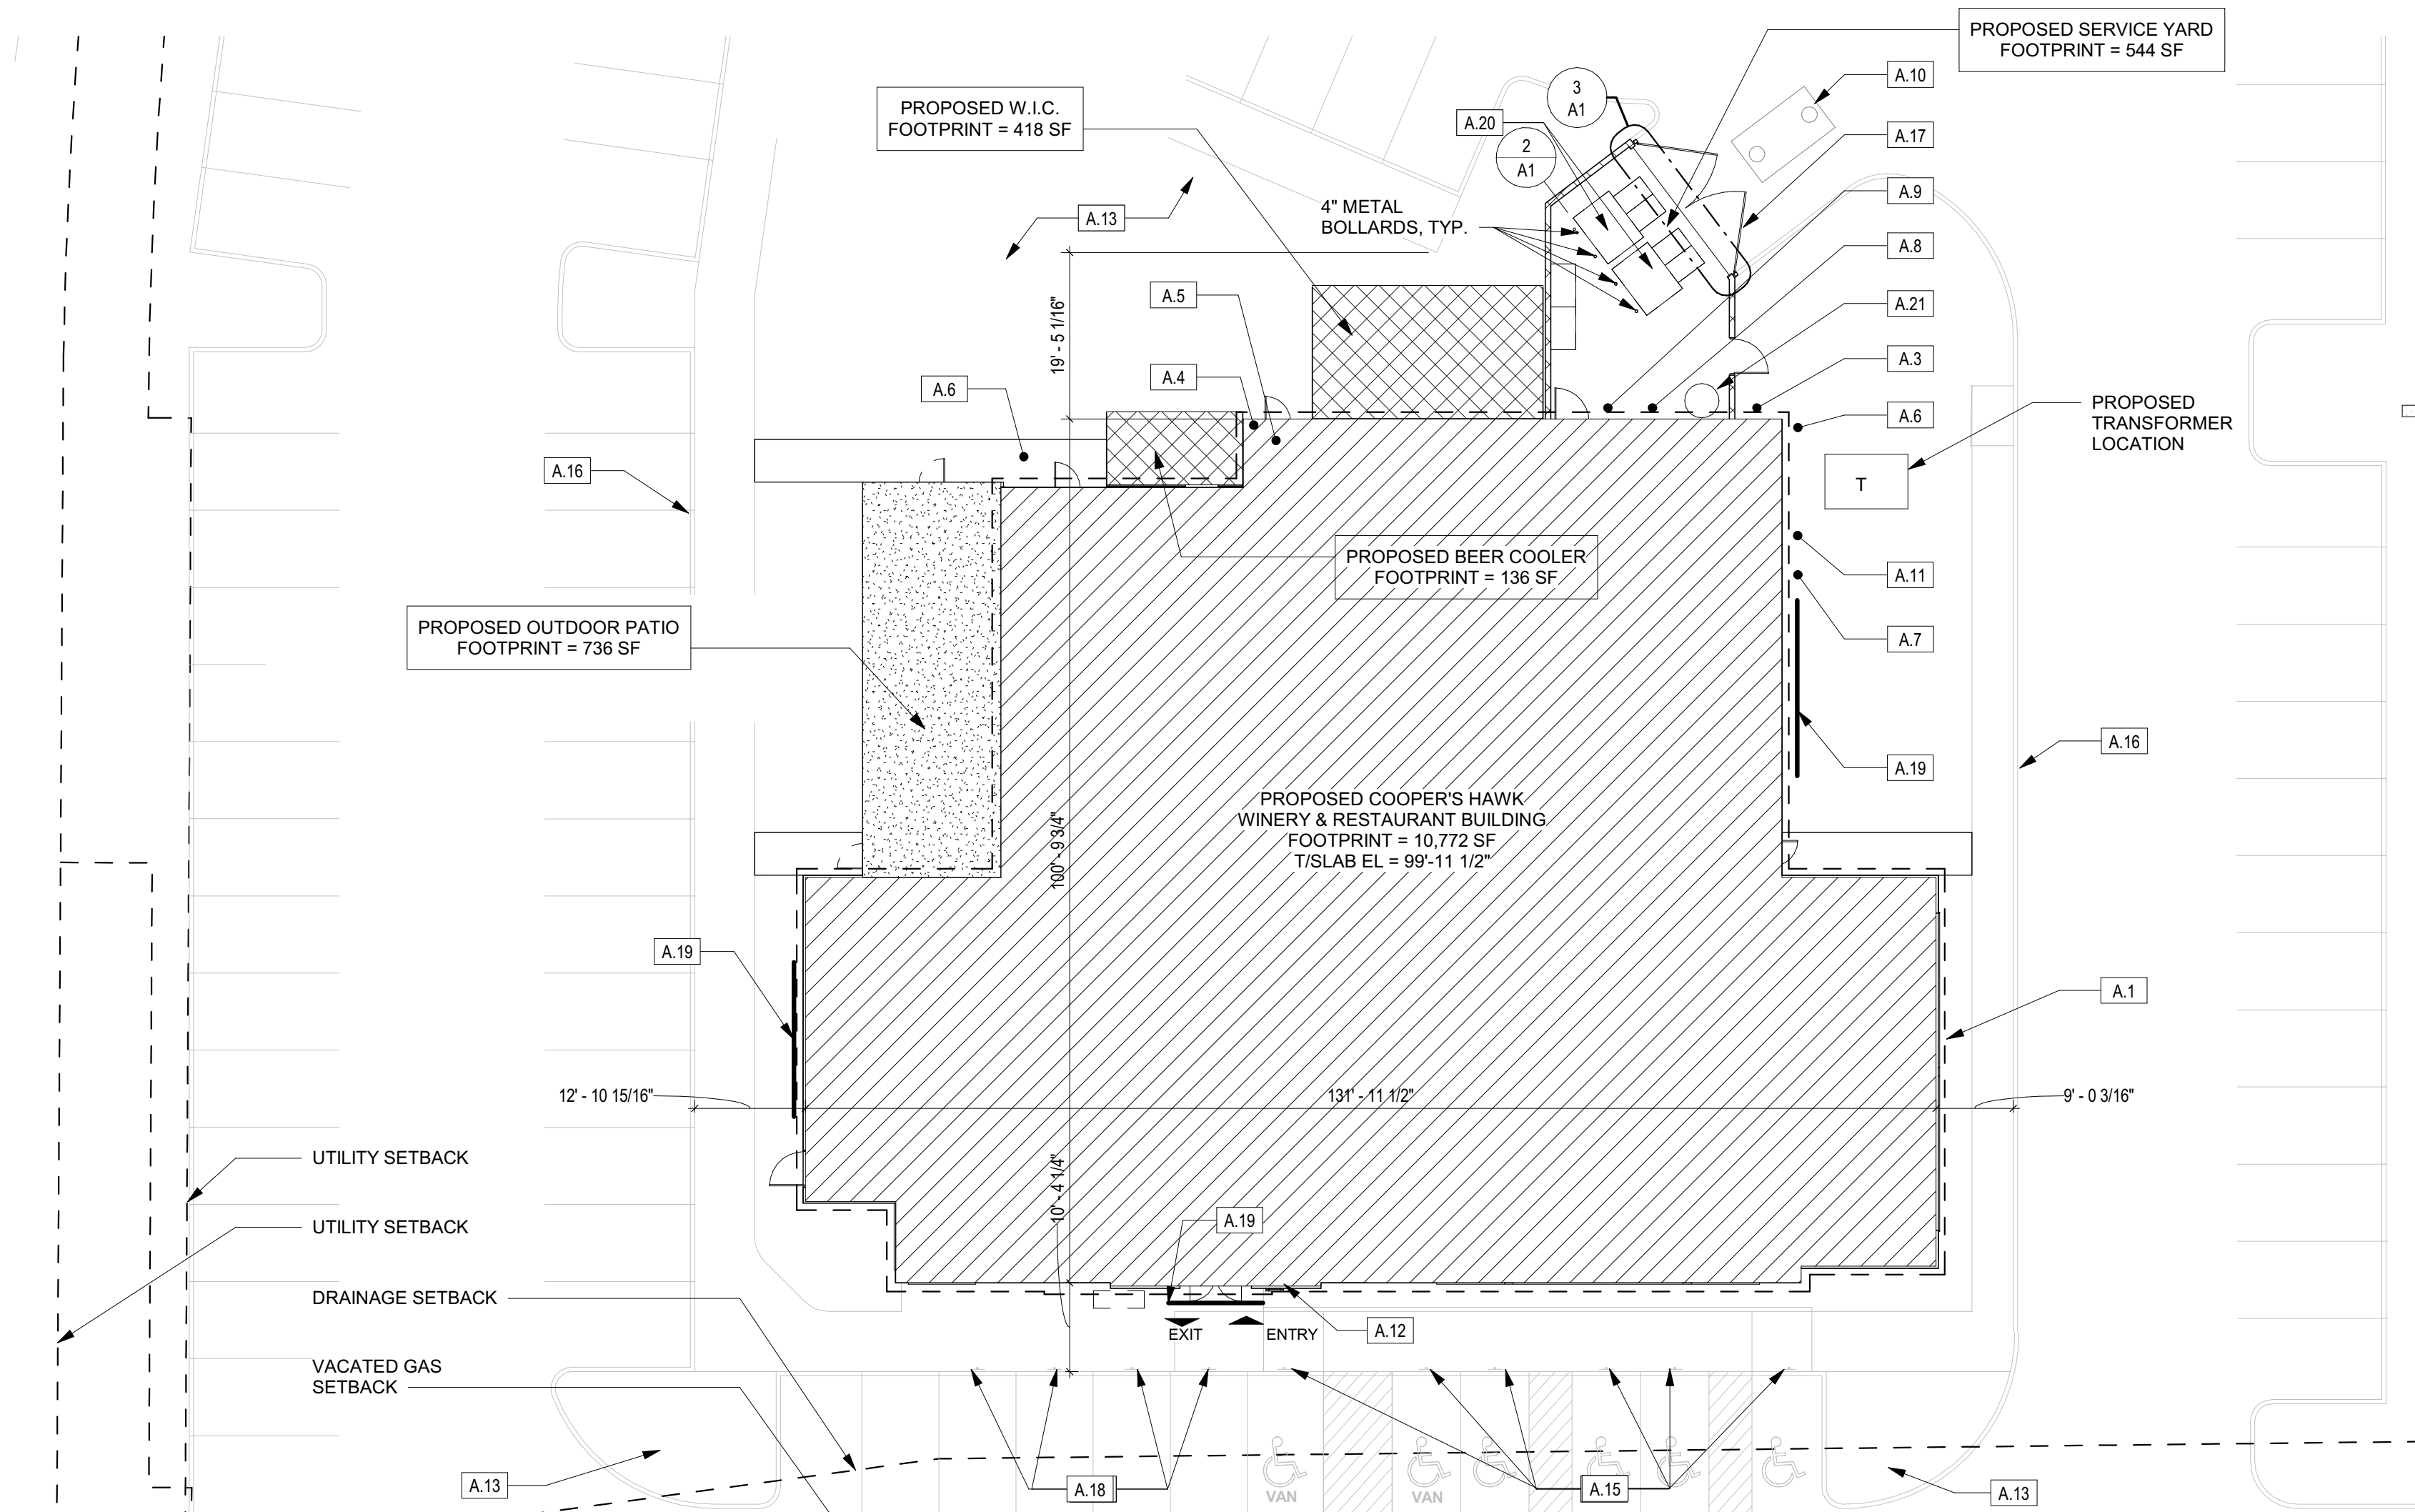 PROPOSED SERVICE YARD
FOOTPRINT = 544 SF
A.10
3
A1
PROPOSED W.I.C.
FOOTPRINT = 418 SF
A.20
A.17
2
A1
A.9
4" METAL
BOLLARDS, TYP.
A.13
A.8
A.5
A.21
19' - 5 1/16"
A.3
A.4
A.6
A.6
PROPOSED
TRANSFORMER
LOCATION
A.16
T
PROPOSED BEER COOLER
FOOTPRINT = 136 SF
A.11
PROPOSED OUTDOOR PATIO
FOOTPRINT = 736 SF
A.7
A.16
A.19
PROPOSED COOPER'S HAWK
WINERY & RESTAURANT BUILDING
FOOTPRINT = 10,772 SF
T/SLAB EL = 99'-11 1/2"
100' - 9 3/4"
A.19
A.1
12' - 10 15/16"
131' - 11 1/2"
9' - 0 3/16"
UTILITY SETBACK
10' - 4 1/4"
UTILITY SETBACK
A.19
DRAINAGE SETBACK
EXIT
ENTRY
A.12
VACATED GAS
SETBACK
A.13
A.18
VAN
VAN
A.15
A.13